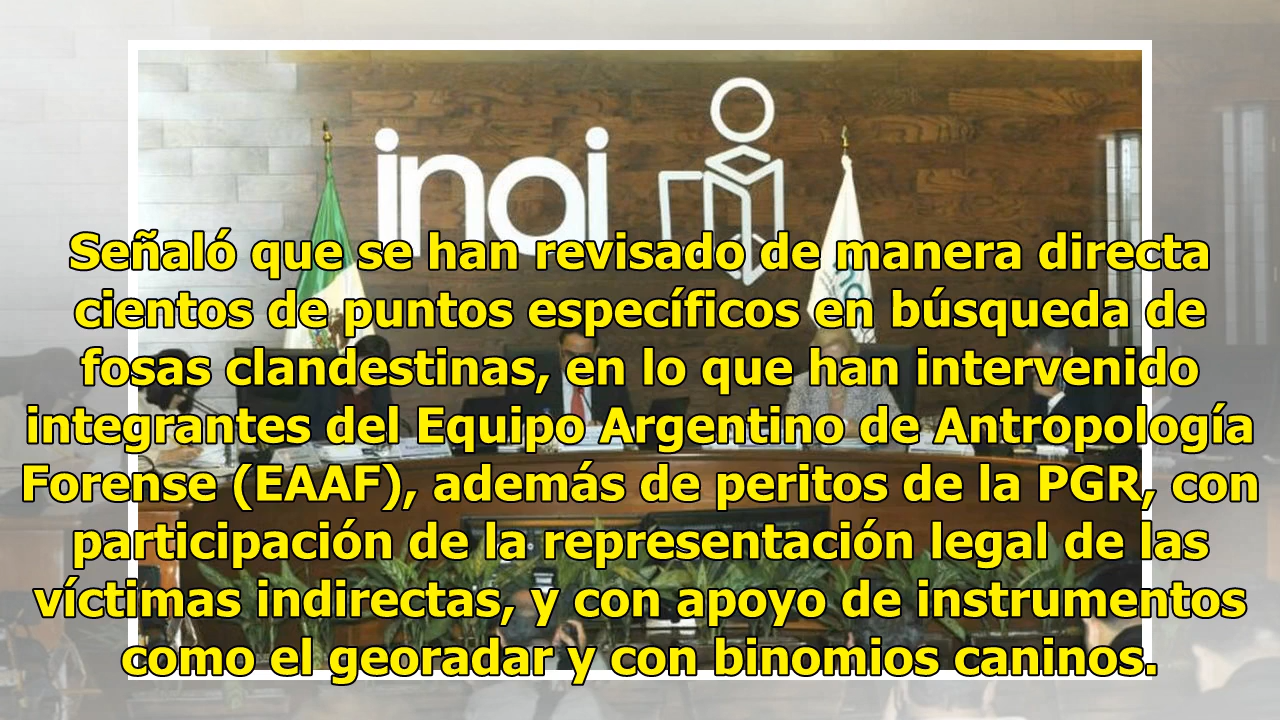 inai
Señaló que se han revisado de manera directa
cientos de puntos específicos en búsqueda de
fosas clandestinas, en lo que han intervenido
integrantes del Equipo Argentino de Antropología
Forense (EAAF), además de peritos de la PGR, con
participación de la representación legal de las
víctimas indirectas, y con apoyo de instrumentos
como el georadar y con binomios caninos.